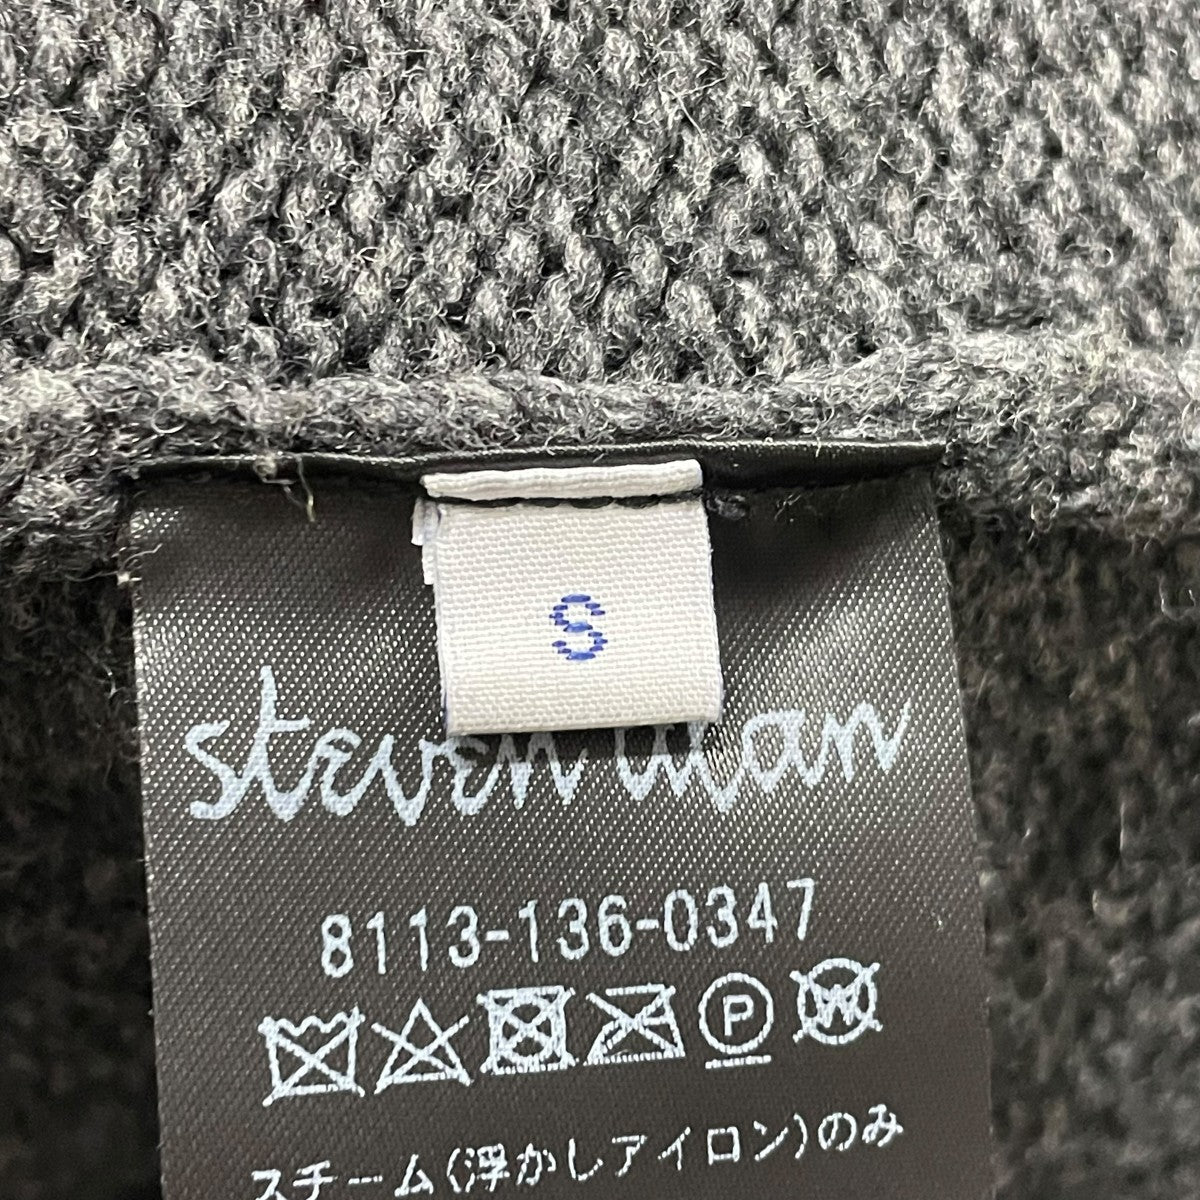 S
steven alan
8113-136-0347
P W
スチーム(浮かしアイロン)のみ